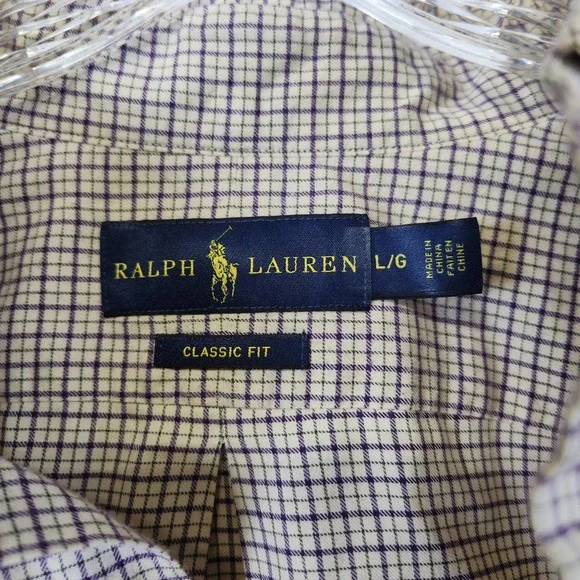 RALPH LAUREN
L/G
MADE IN
CHINA
FAIT EN
CHINE
CLASSIC FIT